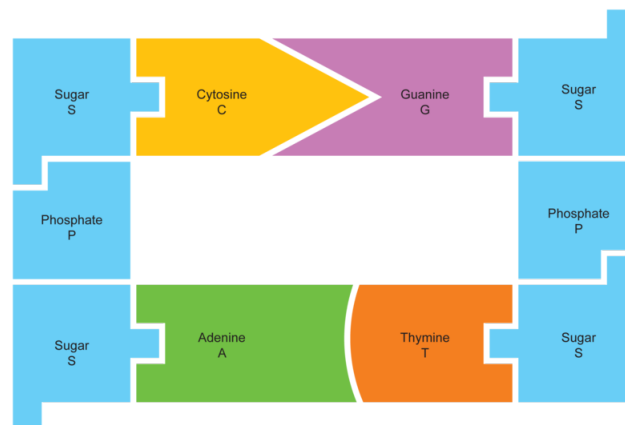 Sugar
S
Cytosine
C
Guanine
G
Sugar
S
Phosphate
P
Phosphate
P
Sugar
S
Adenine
A
Thymine
T
Sugar
S